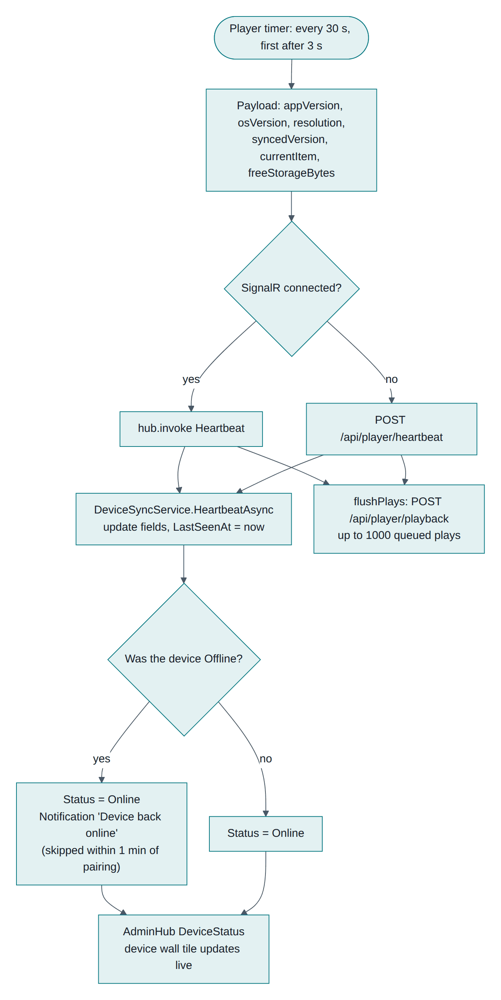 Player timer: every 30 s,
first after 3 s
Payload: appVersion,
osVersion, resolution,
syncedVersion,
currentItem,
freeStorageBytes
SignalR connected?
yes
no
hub.invoke Heartbeat
POST
/api/player/heartbeat
DeviceSyncService.HeartbeatAsync
update fields, LastSeenAt = now
flushPlays: POST
/api/player/playback
up to 1000 queued plays
Was the device Offline?
yes
no
Status = Online
Notification 'Device back
online'
(skipped within 1 min of
pairing)
Status = Online
AdminHub DeviceStatus
device wall tile updates
live